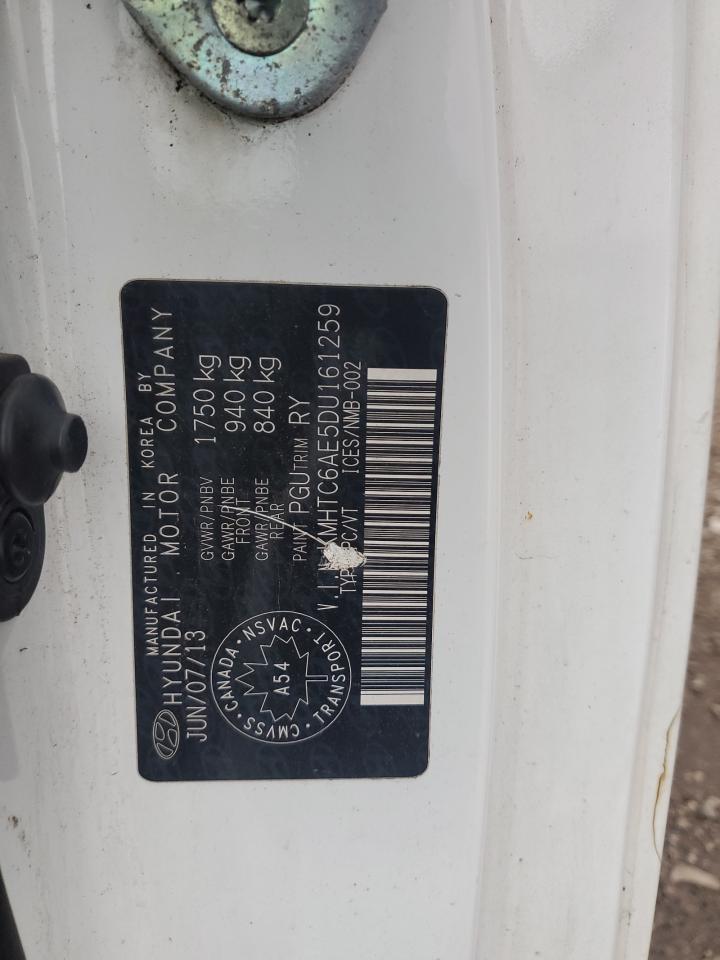 MANUFACTURED IN KOREA BY
HYUNDAI MOTOR COMPANY
JUN/07/13
GVWR/PNBV 1750 kg
GAWR/PNBE FRONT 940 kg
GAWR/PNBE REAR 840 kg
PAINT PGU TRIM RY
CMVSS · CANADA · NSVAC · TRANSPORT ·
A54
V.I.N KMHTC6AE5DU161259
PC/VT ICES/NMB-002